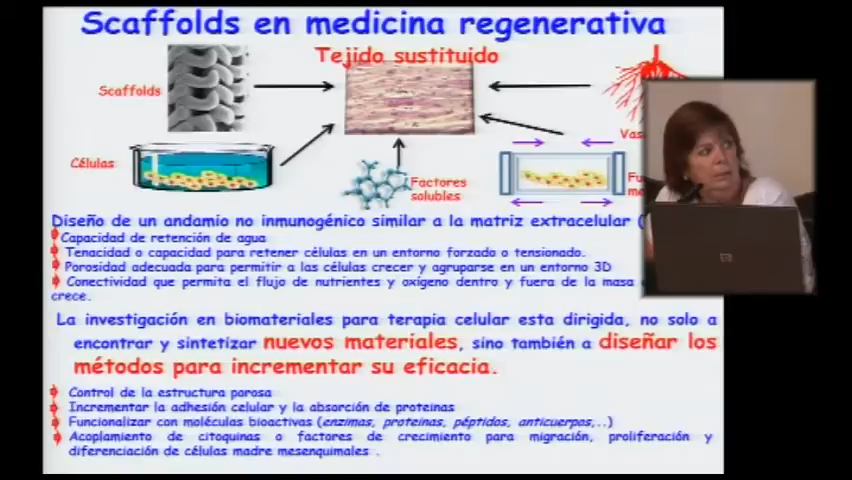 Scaffolds en medicina regenerativa
Tejido sustituido
Scaffolds
Células
Factores
solubles
Diseño de un andamio no inmunogénico similar a la matriz extracelular (
Capacidad de retención de agua
Tenacidad o capacidad para retener células en un entorno forzado o tensionado.
Porosidad adecuada para permitir a las células crecer y agruparse en un entorno 3D
Conectividad que permita el flujo de nutrientes y oxígeno dentro y fuera de la masa
crece.
La investigación en biomateriales para terapia celular esta dirigida, no solo a
encontrar y sintetizar nuevos materiales, sino también a diseñar los
métodos para incrementar su eficacia.
Control de la estructura porosa
Incrementar la adhesión celular y la absorción de proteinas
Funcionalizar con moléculas bioactivas (enzimas, proteinas, péptidos, anticuerpos,..)
Acoplamiento de citoquinas o factores de crecimiento para migración, proliferación y
diferenciación de células madre mesenquimales .